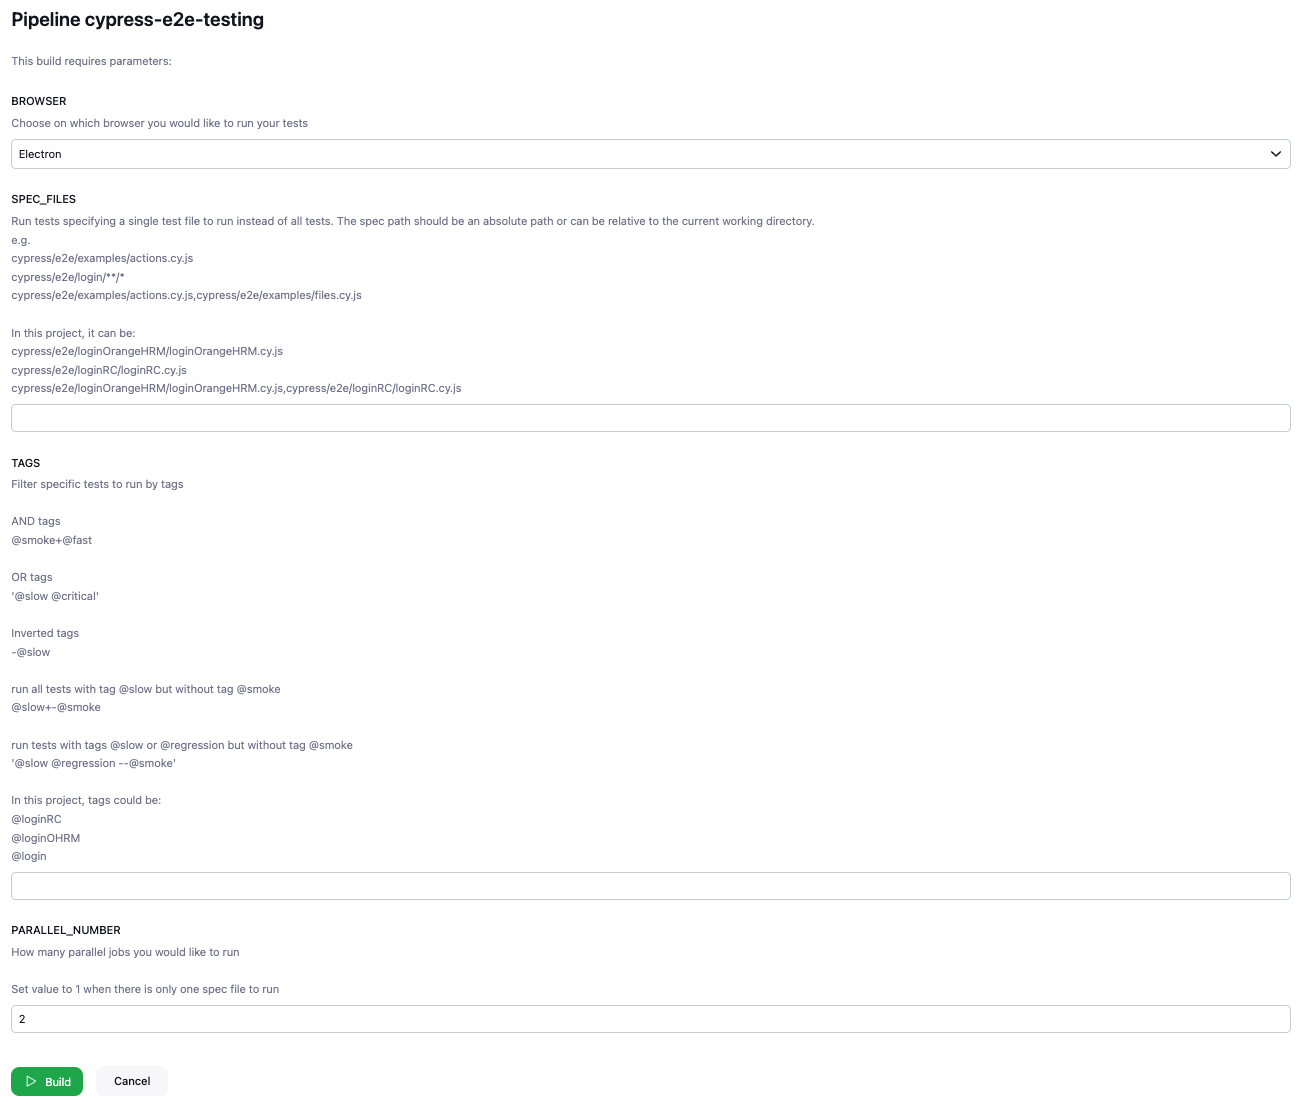 Pipeline cypress-e2e-testing
This build requires parameters:
BROWSER
Choose on which browser you would like to run your tests
Electron
SPEC_FILES
Run tests specifying a single test file to run instead of all tests. The spec path should be an absolute path or can be relative to the current working directory.
e.g.
cypress/e2e/examples/actions.cy.js
cypress/e2e/login/**/*
cypress/e2e/examples/actions.cy.js,cypress/e2e/examples/files.cy.js
In this project, it can be:
cypress/e2e/loginOrangeHRM/loginOrangeHRM.cy.js
cypress/e2e/loginRC/loginRC.cy.js
cypress/e2e/loginOrangeHRM/loginOrangeHRM.cy.js,cypress/e2e/loginRC/loginRC.cy.js
TAGS
Filter specific tests to run by tags
AND tags
@smoke+@fast
OR tags
'@slow @critical'
Inverted tags
-@slow
run all tests with tag @slow but without tag @smoke
@slow+-@smoke
run tests with tags @slow or @regression but without tag @smoke
'@slow @regression --@smoke'
In this project, tags could be:
@loginRC
@loginOHRM
@login
PARALLEL_NUMBER
How many parallel jobs you would like to run
Set value to 1 when there is only one spec file to run
2
Build
Cancel